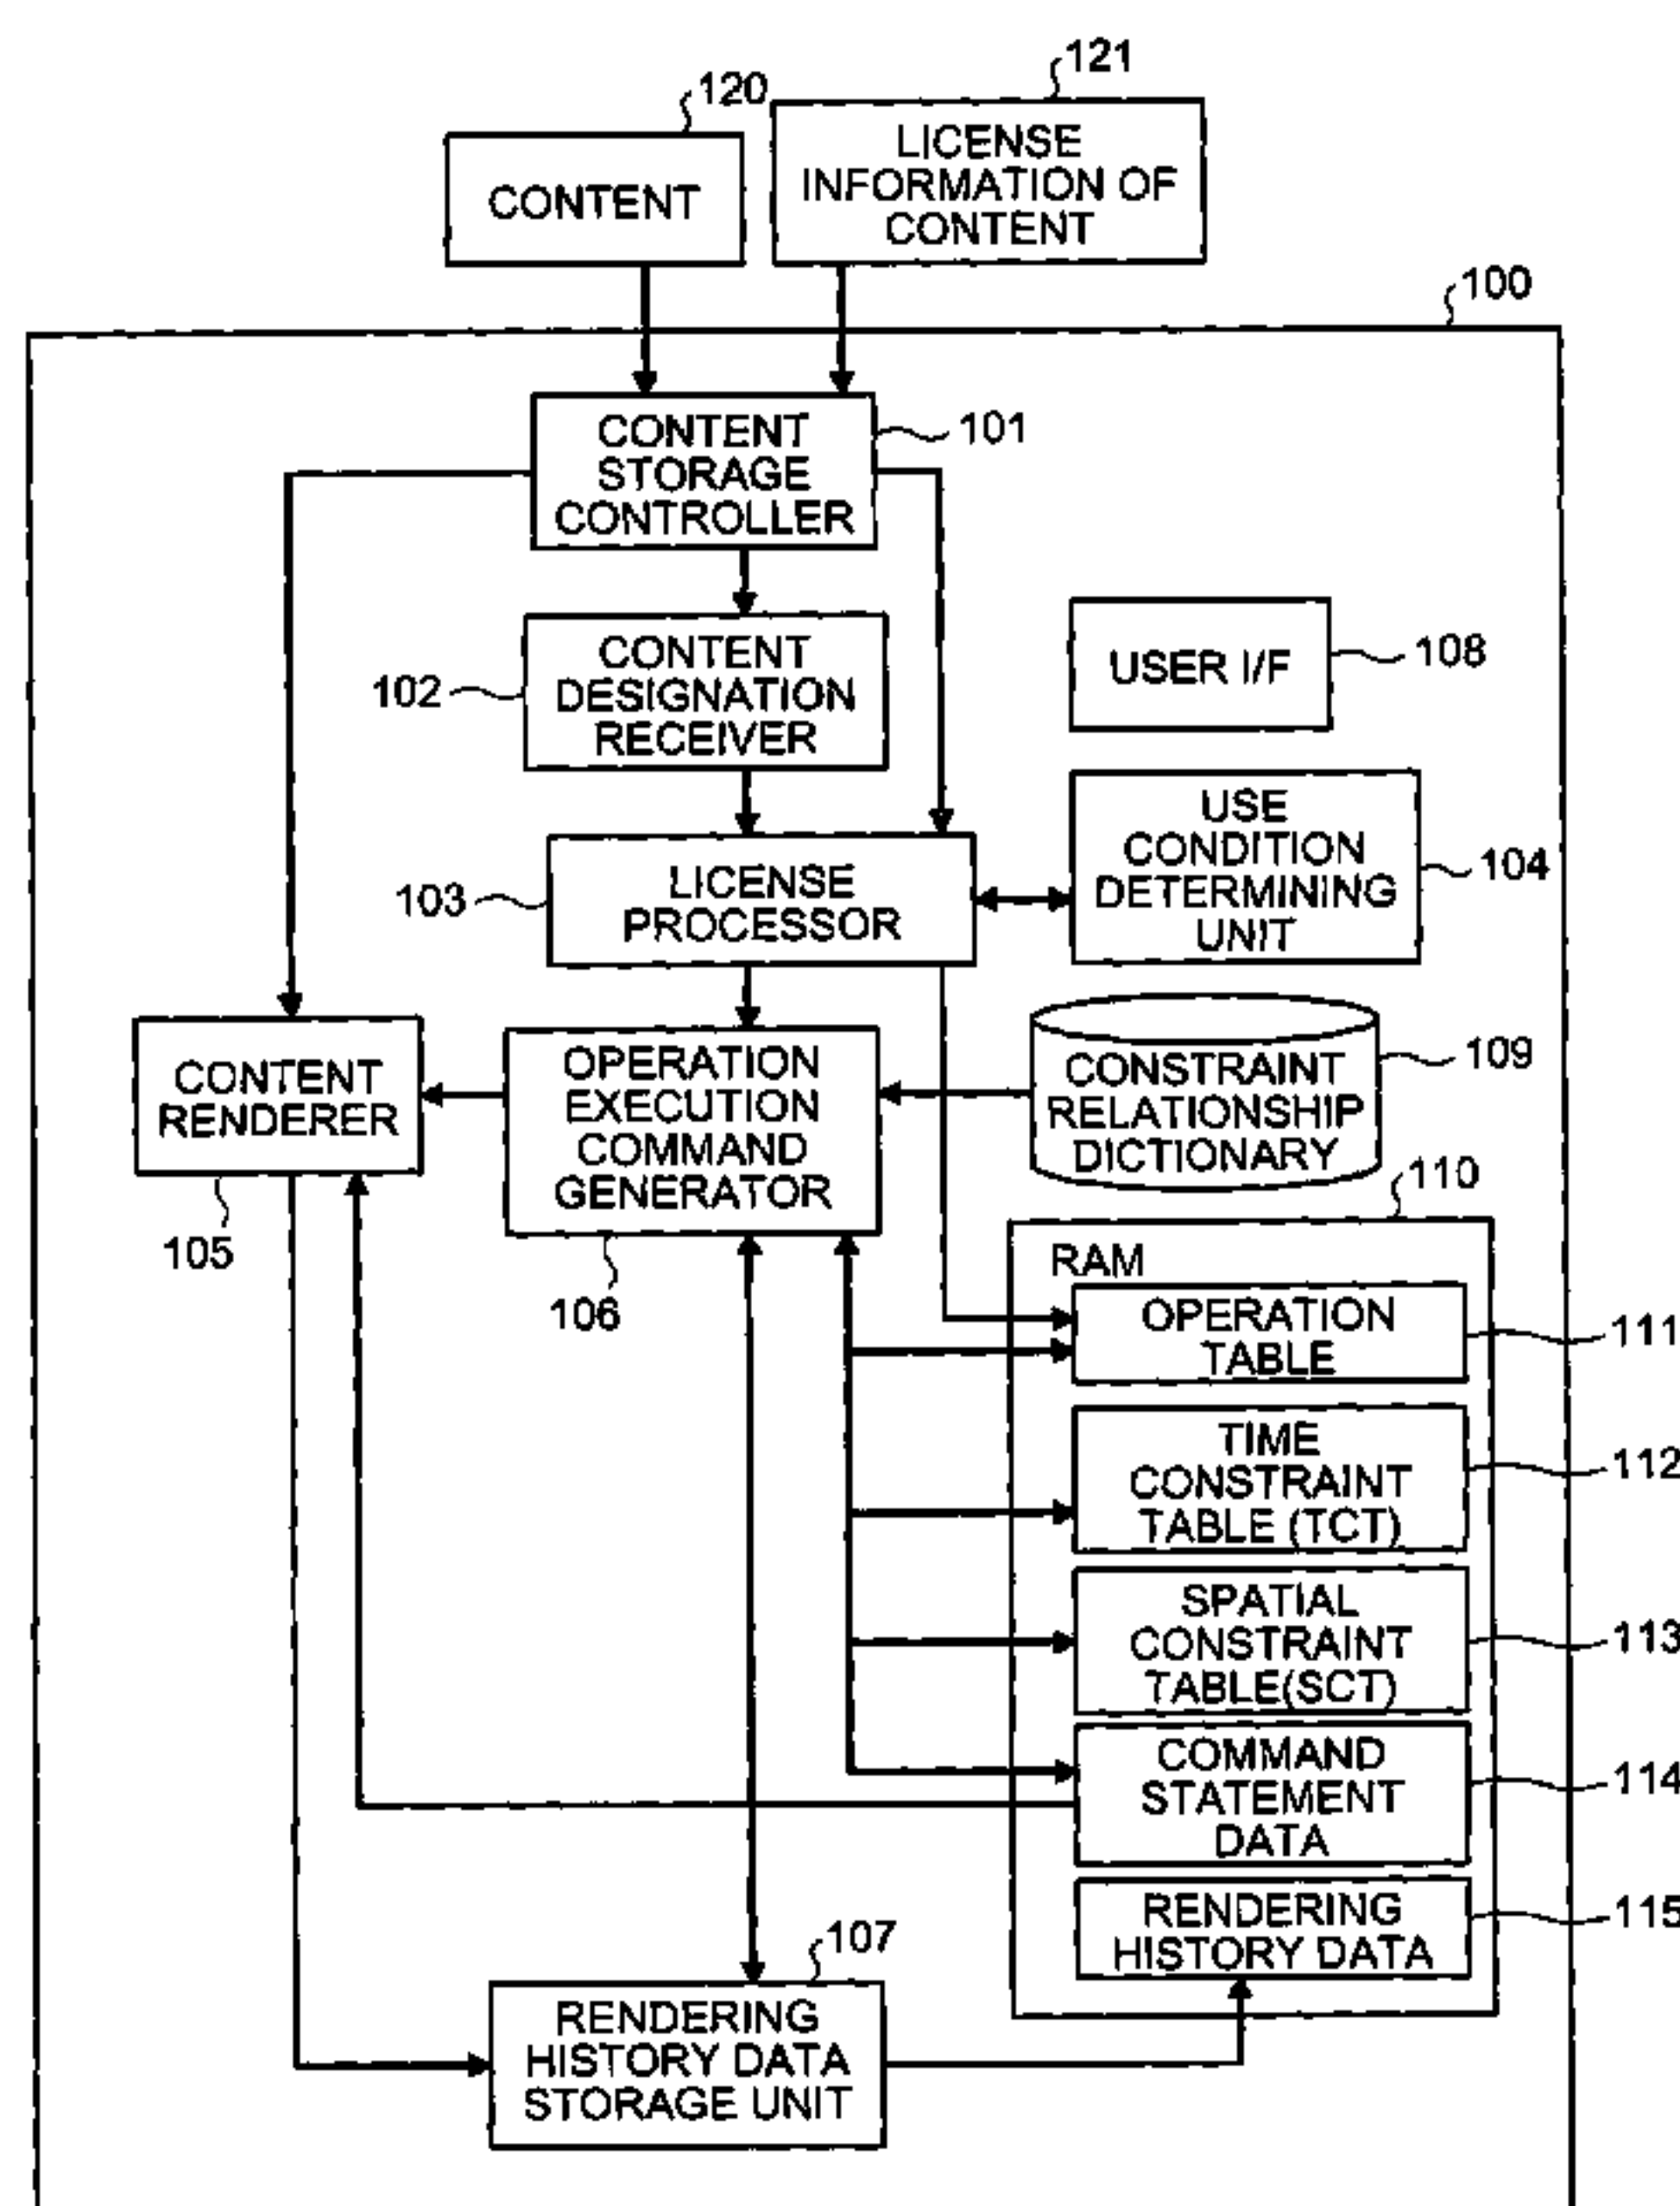 121
120
LICENSE
INFORMATION OF
CONTENT
CONTENT
100
CONTENT
STORAGE
CONTROLLER
101
CONTENT
DESIGNATION
RECEIVER
102
USER I/F
108
USE
CONDITION
DETERMINING
UNIT
104
LICENSE
PROCESSOR
103
CONTENT
RENDERER
105
OPERATION
EXECUTION
COMMAND
GENERATOR
106
CONSTRAINT
RELATIONSHIP
DICTIONARY
109
110
RAM
OPERATION
TABLE
111
TIME
CONSTRAINT
TABLE (TCT)
112
SPATIAL
CONSTRAINT
TABLE(SCT)
113
COMMAND
STATEMENT
DATA
114
RENDERING
HISTORY DATA
115
107
RENDERING
HISTORY DATA
STORAGE UNIT